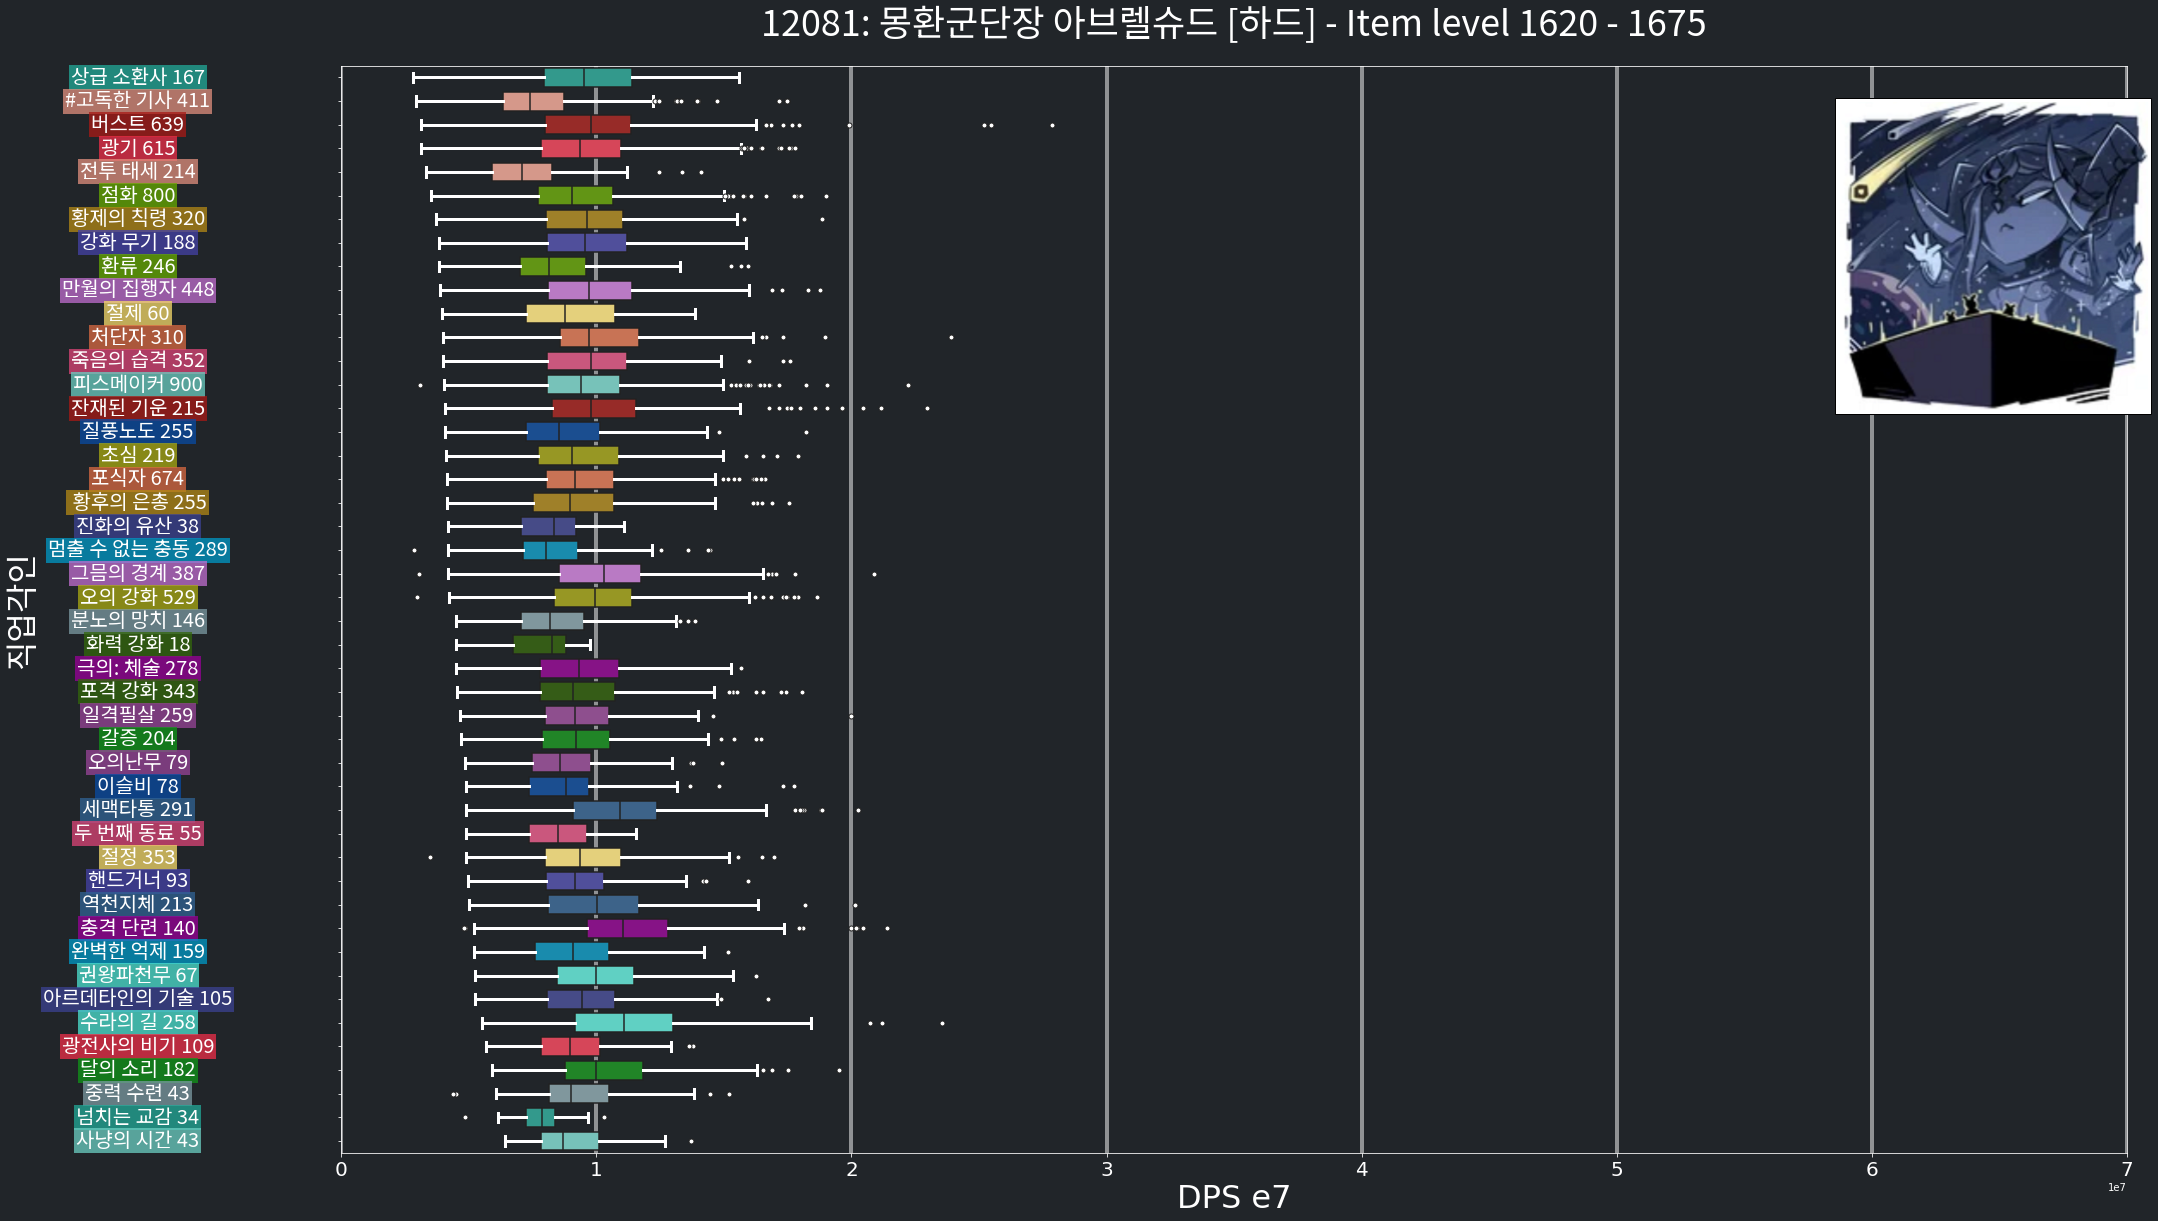 12081: 몽환군단장 아브렐슈드 [하드] - Item level 1620 - 1675
상급 소환사 167
#고독한 기사 411
버스트 639
광기 615
전투 태세 214
점화 800
황제의 칙령 320
강화 무기 188
환류 246
만월의 집행자 448
절제 60
처단자 310
죽음의 습격 352
피스메이커 900
잔재된 기운 215
질풍노도 255
초심 219
포식자 674
황후의 은총 255
진화의 유산 38
멈출 수 없는 충동 289
그믐의 경계 387
오의 강화 529
분노의 망치 146
화력 강화 18
극의: 체술 278
포격 강화 343
일격필살 259
갈증 204
오의난무 79
이슬비 78
세맥타통 291
두 번째 동료 55
절정 353
핸드거너 93
역천지체 213
충격 단련 140
완벽한 억제 159
권왕파천무 67
아르데타인의 기술 105
수라의 길 258
광전사의 비기 109
달의 소리 182
중력 수련 43
넘치는 교감 34
사냥의 시간 43
직업각인
0 1 2 3 4 5 6 7
1e7
DPS e7